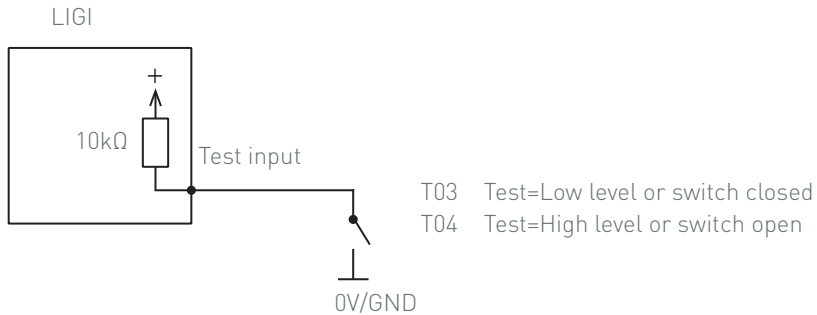 LIGI
+
10kΩ
Test input
T03 Test=Low level or switch closed
T04 Test=High level or switch open
0V/GND